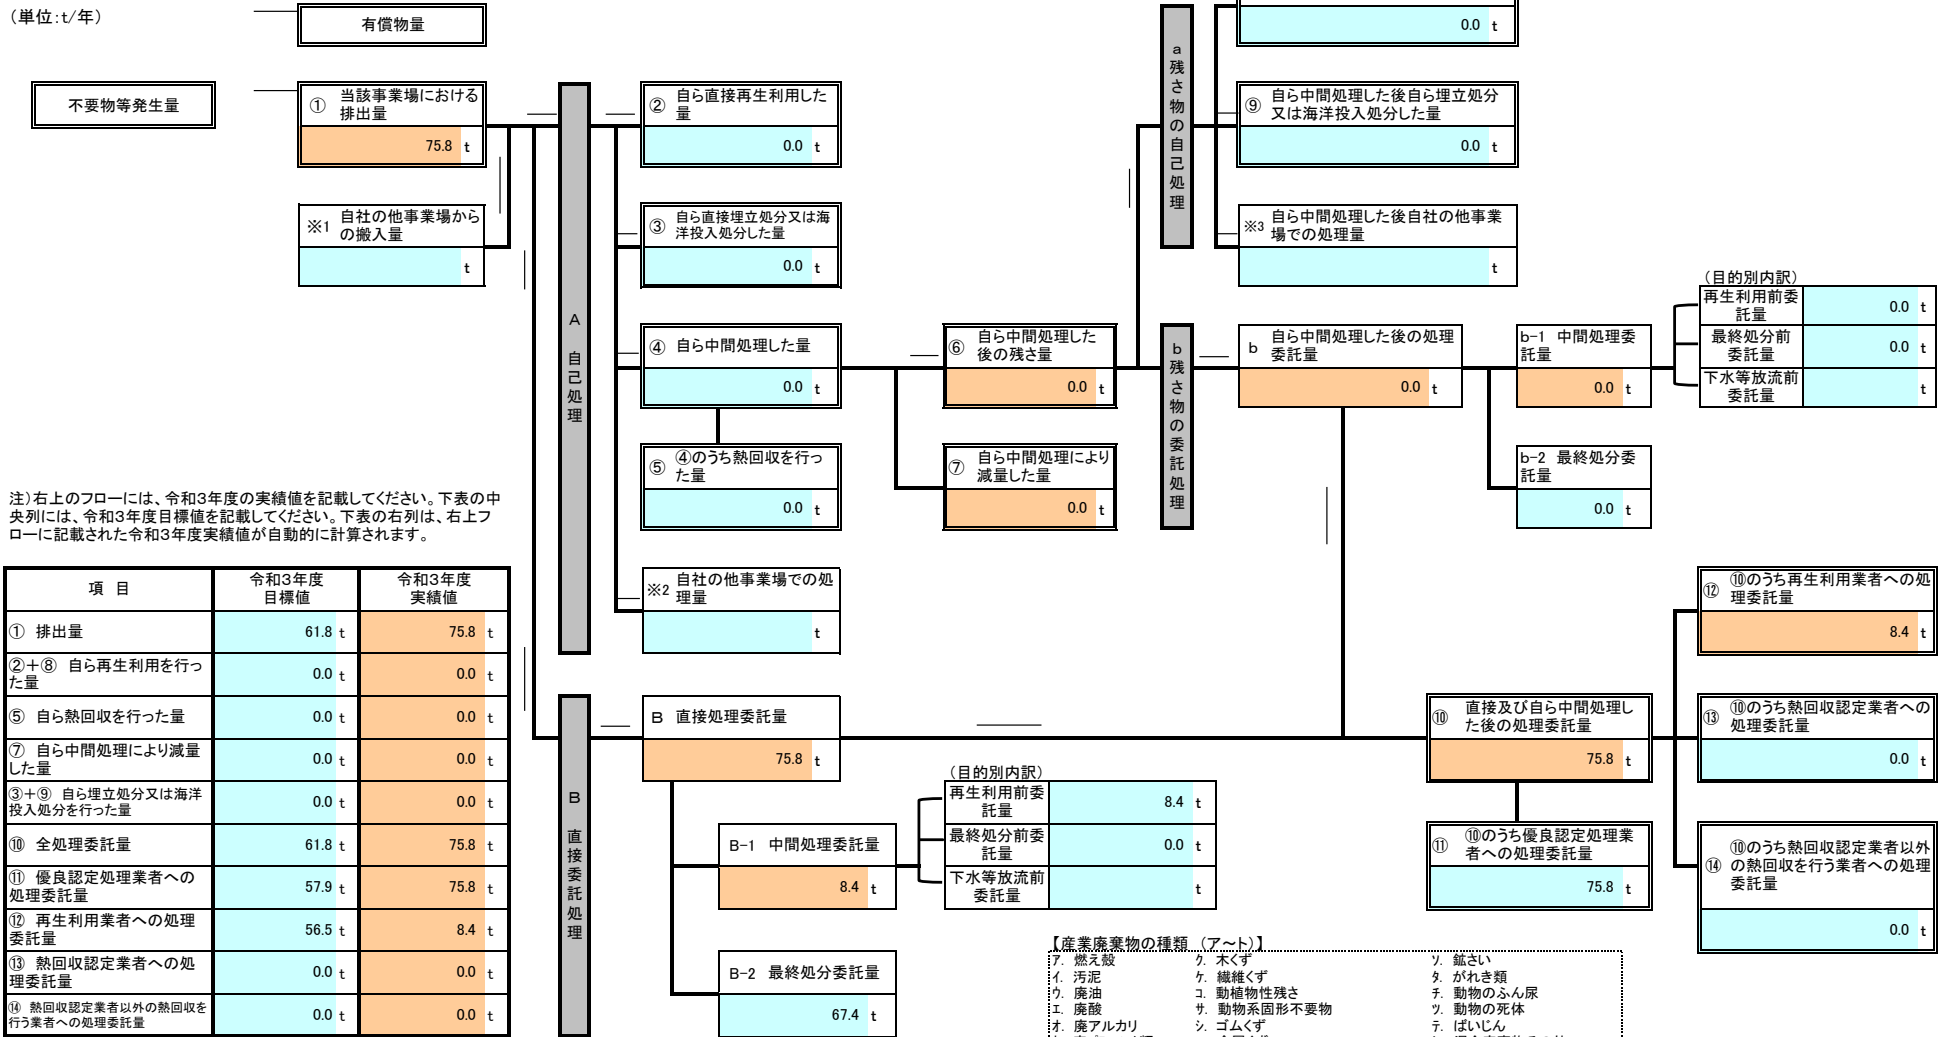 （単位:t/年）
有償物量
不要物等発生量
① 当該事業場における
排出量
75.8 t
※1 自社の他事業場から
の搬入量
t
A 自己処理
② 自ら直接再生利用した
量
0.0 t
③ 自ら直接埋立処分又は海
洋投入処分した量
0.0 t
④ 自ら中間処理した量
0.0 t
⑤ ④のうち熱回収を行っ
た量
0.0 t
※2 自社の他事業場での処
理量
t
⑥ 自ら中間処理した
後の残さ量
0.0 t
⑦ 自ら中間処理により
減量した量
0.0 t
a 残さ物の自己処理
0.0 t
⑨ 自ら中間処理した後自ら埋立処分
又は海洋投入処分した量
0.0 t
※3 自ら中間処理した後自社の他事業
場での処理量
t
b 残さ物の委託処理
b 自ら中間処理した後の処理
委託量
0.0 t
b-1 中間処理委
託量
0.0 t
b-2 最終処分委
託量
0.0 t
（目的別内訳）
再生利用前委
託量
0.0 t
最終処分前
委託量
0.0 t
下水等放流前
委託量
t
注）右上のフローには、令和3年度の実績値を記載してください。下表の中
央列には、令和3年度目標値を記載してください。下表の右列は、右上フ
ローに記載された令和3年度実績値が自動的に計算されます。
項 目 令和3年度 目標値 令和3年度 実績値
① 排出量 61.8 t 75.8 t
②＋⑧ 自ら再生利用を行っ
た量 0.0 t 0.0 t
⑤ 自ら熱回収を行った量 0.0 t 0.0 t
⑦ 自ら中間処理により減量
した量 0.0 t 0.0 t
③＋⑨ 自ら埋立処分又は海洋
投入処分を行った量 0.0 t 0.0 t
⑩ 全処理委託量 61.8 t 75.8 t
⑪ 優良認定処理業者への
処理委託量 57.9 t 75.8 t
⑫ 再生利用業者への処理
委託量 56.5 t 8.4 t
⑬ 熱回収認定業者への処
理委託量 0.0 t 0.0 t
⑭ 熱回収認定業者以外の熱回収を
行う業者への処理委託量 0.0 t 0.0 t
B 直接委託処理
B 直接処理委託量
75.8 t
B-1 中間処理委託量
8.4 t
B-2 最終処分委託量
67.4 t
（目的別内訳）
再生利用前委
託量
8.4 t
最終処分前委
託量
0.0 t
下水等放流前
委託量
t
⑩ 直接及び自ら中間処理し
た後の処理委託量
75.8 t
⑪ ⑩のうち優良認定処理業
者への処理委託量
75.8 t
⑫ ⑩のうち再生利用業者への処
理委託量
8.4 t
⑬ ⑩のうち熱回収認定業者への
処理委託量
0.0 t
⑭ ⑩のうち熱回収認定業者以外
の熱回収を行う業者への処理
委託量
0.0 t
【産業廃棄物の種類 （ア～ト）】
ア. 燃え殻 ク. 木くず ソ. 鉱さい
イ. 汚泥 ケ. 繊維くず タ. がれき類
ウ. 廃油 コ. 動植物性残さ チ. 動物のふん尿
エ. 廃酸 サ. 動物系固形不要物 ツ. 動物の死体
オ. 廃アルカリ シ. ゴムくず テ. ばいじん